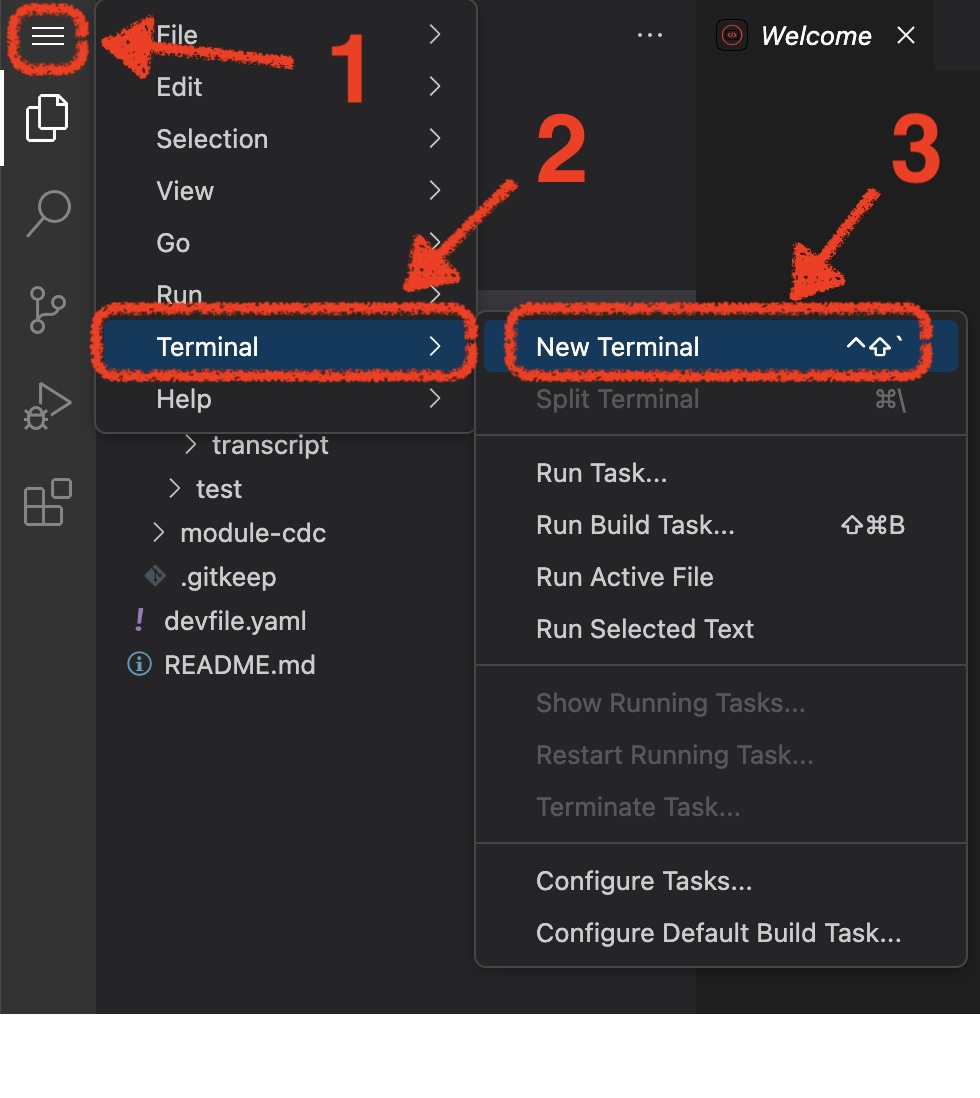 File
1
... Welcome
Edit
Selection
2
3
View
Go
Run
Terminal
New Terminal ^⇧`
Help
Split Terminal ⌘\
transcript
Run Task...
test
Run Build Task... ⇧⌘B
module-cdc
.gitkeep
Run Active File
! devfile.yaml
Run Selected Text
README.md
Show Running Tasks...
Restart Running Task...
Terminate Task...
Configure Tasks...
Configure Default Build Task...